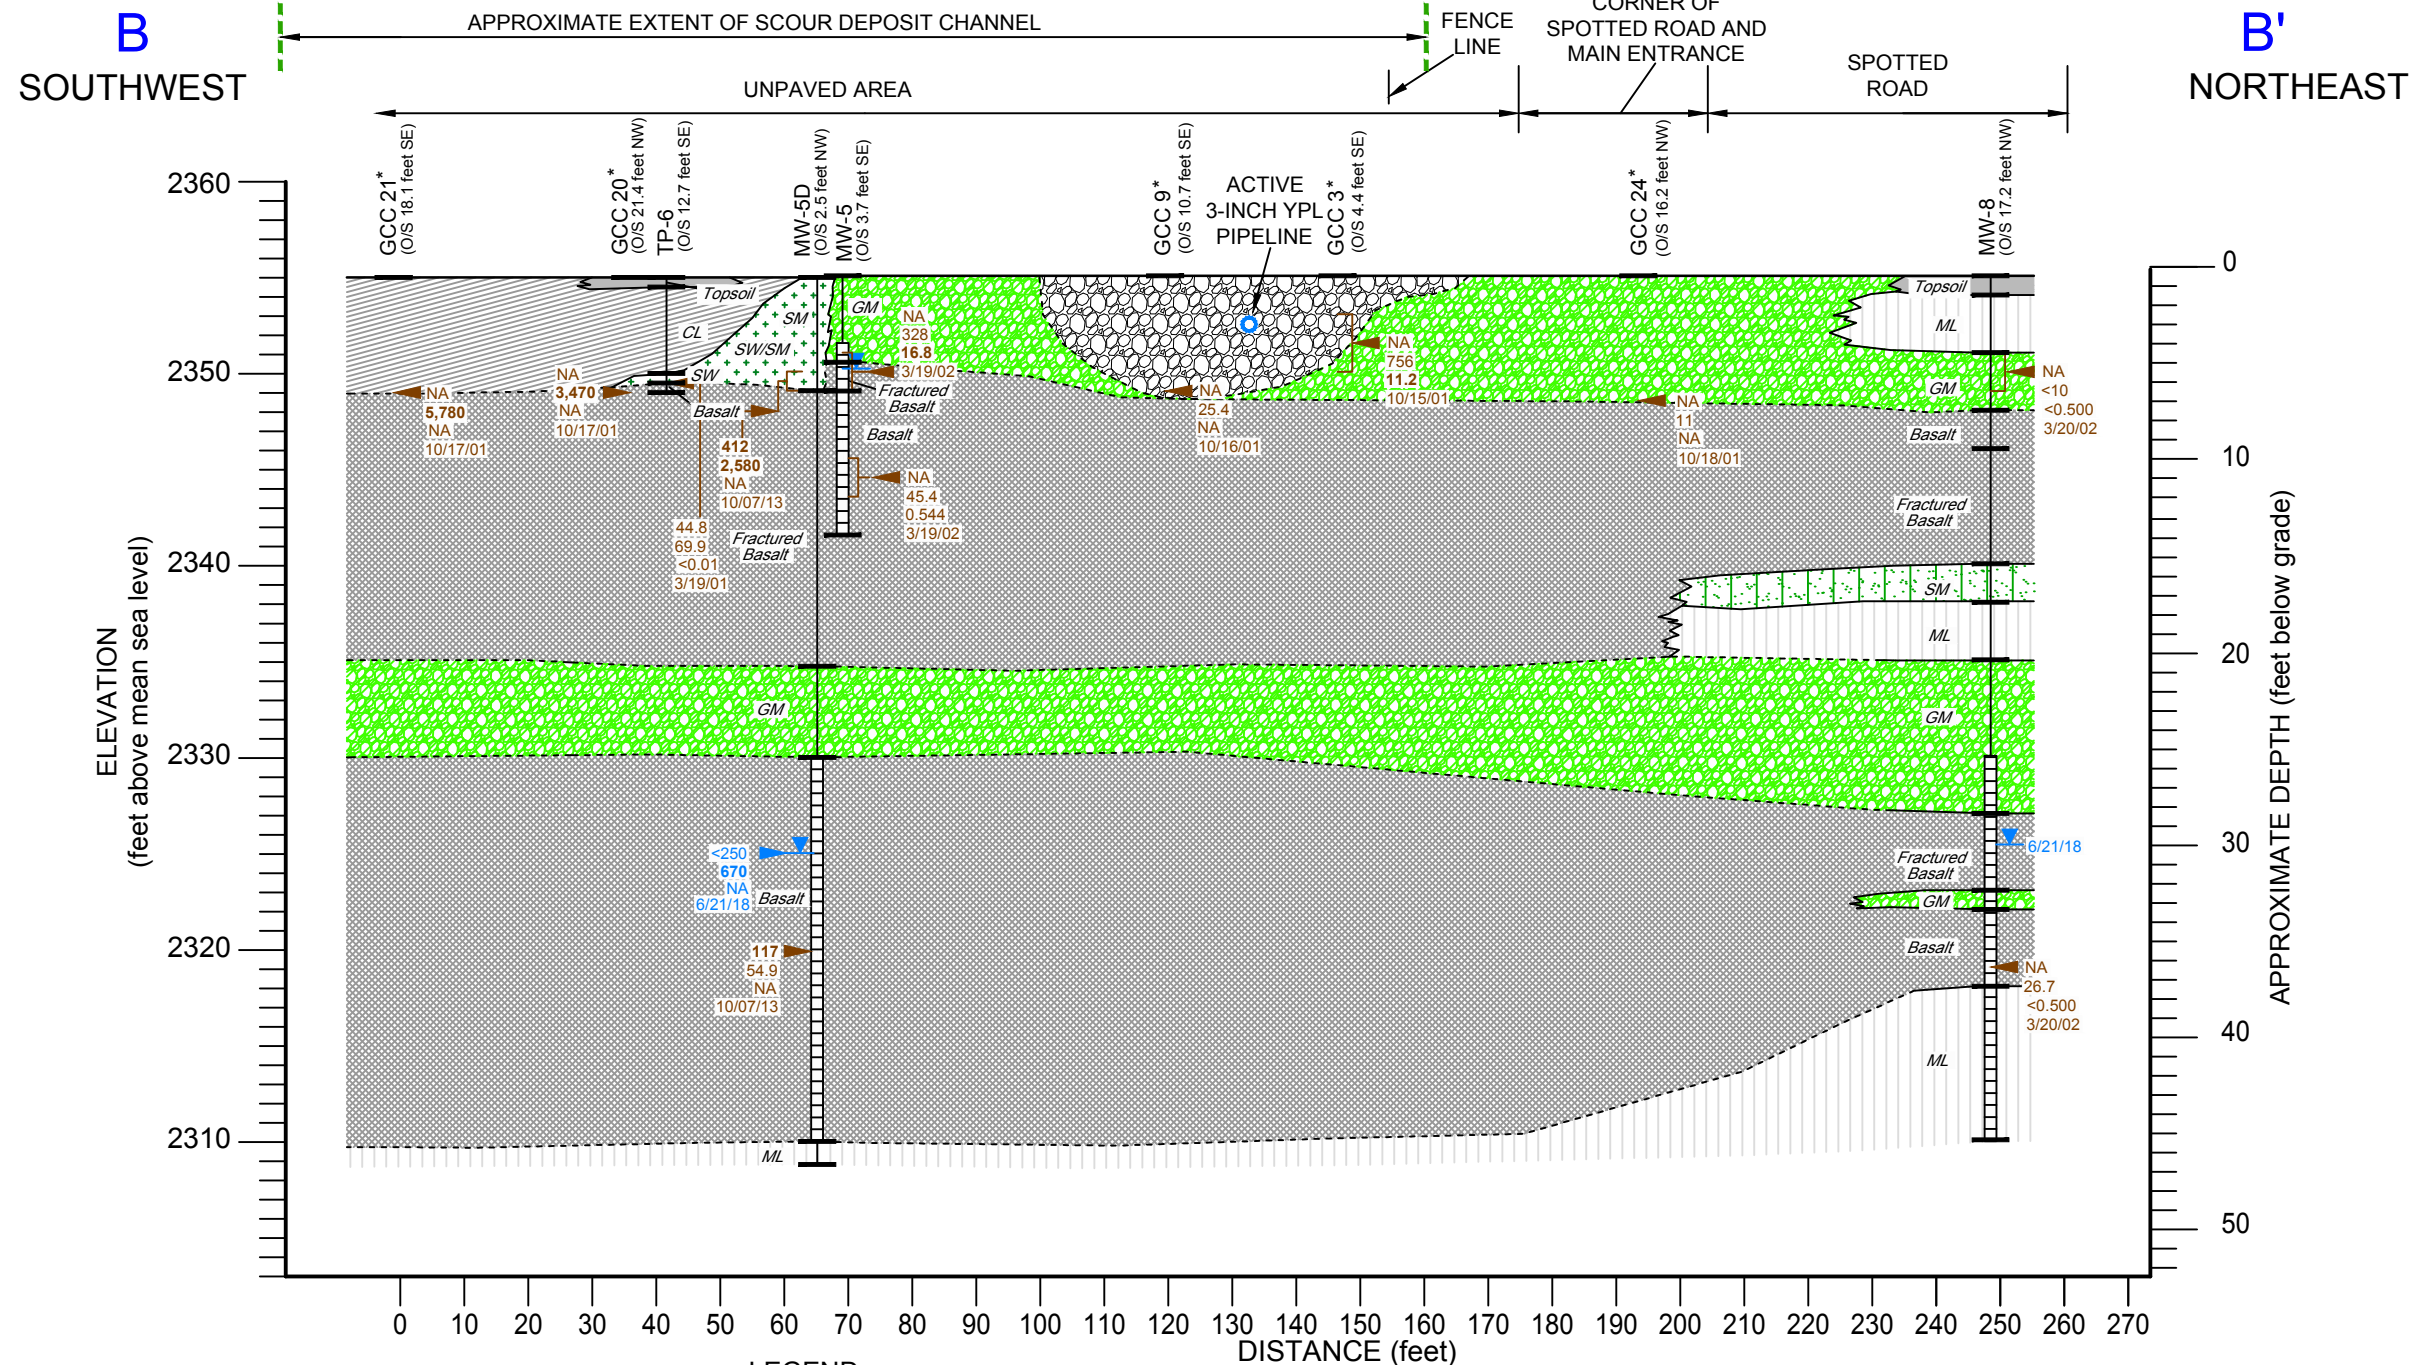 B
SOUTHWEST
APPROXIMATE EXTENT OF SCOUR DEPOSIT CHANNEL
UNPAVED AREA
FENCE
LINE
CORNER OF
SPOTTED ROAD AND
MAIN ENTRANCE
SPOTTED
ROAD
B'
NORTHEAST
GCC 21*
(O/S 18.1 feet SE)
GCC 20*
(O/S 21.4 feet NW)
TP-6
(O/S 12.7 feet SE)
MW-5D
(O/S 2.5 feet NW)
MW-5
(O/S 3.7 feet SE)
GCC 9*
(O/S 10.7 feet SE)
ACTIVE
3-INCH YPL
PIPELINE
GCC 3*
(O/S 4.4 feet SE)
GCC 24*
(O/S 16.2 feet NW)
MW-8
(O/S 17.2 feet NW)
ELEVATION
(feet above mean sea level)
2360
2350
2340
2330
2320
2310
Topsoil
CL
SM
SW/SM
SW
Basalt
GM
Fractured
Basalt
Basalt
Fractured
Basalt
GM
Basalt
ML
Topsoil
ML
GM
Basalt
Fractured
Basalt
SM
ML
GM
Fractured
Basalt
GM
Basalt
ML
NA
5,780
NA
10/17/01
NA
3,470
NA
10/17/01
412
2,580
NA
10/07/13
44.8
69.9
<0.01
3/19/01
NA
328
16.8
3/19/02
NA
45.4
0.544
3/19/02
NA
25.4
NA
10/16/01
NA
756
11.2
10/15/01
NA
11
NA
10/18/01
NA
<10
<0.500
3/20/02
<250
670
NA
6/21/18
117
54.9
NA
10/07/13
6/21/18
NA
26.7
<0.500
3/20/02
0
10
20
30
40
50
APPROXIMATE DEPTH (feet below grade)
0 10 20 30 40 50 60 70 80 90 100 110 120 130 140 150 160 170 180 190 200 210 220 230 240 250 260 270
DISTANCE (feet)
LEGEND